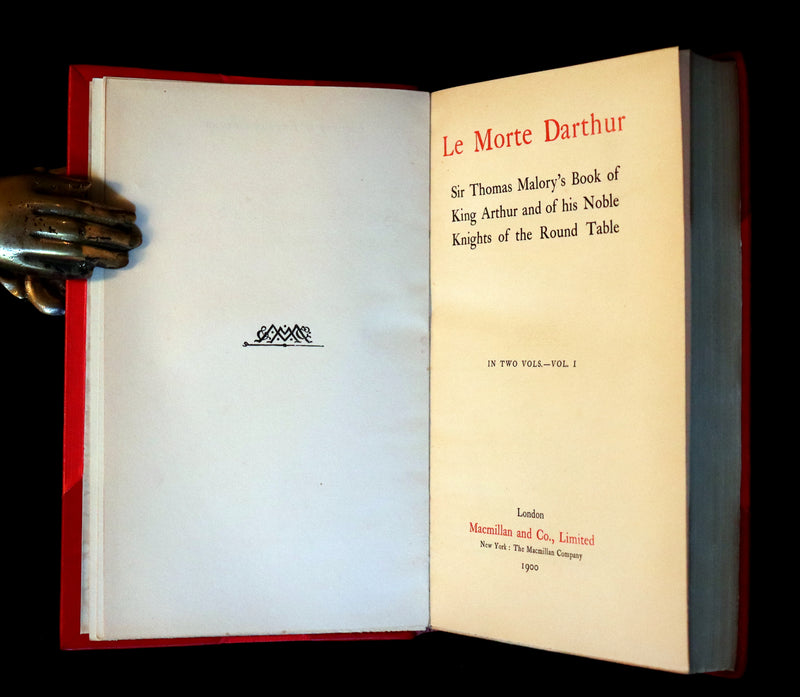 Le Morte Darthur
Sir Thomas Malory's Book of
King Arthur and of his Noble
Knights of the Round Table
IN TWO VOLS.—VOL. I
London
Macmillan and Co., Limited
New York: The Macmillan Company
1900